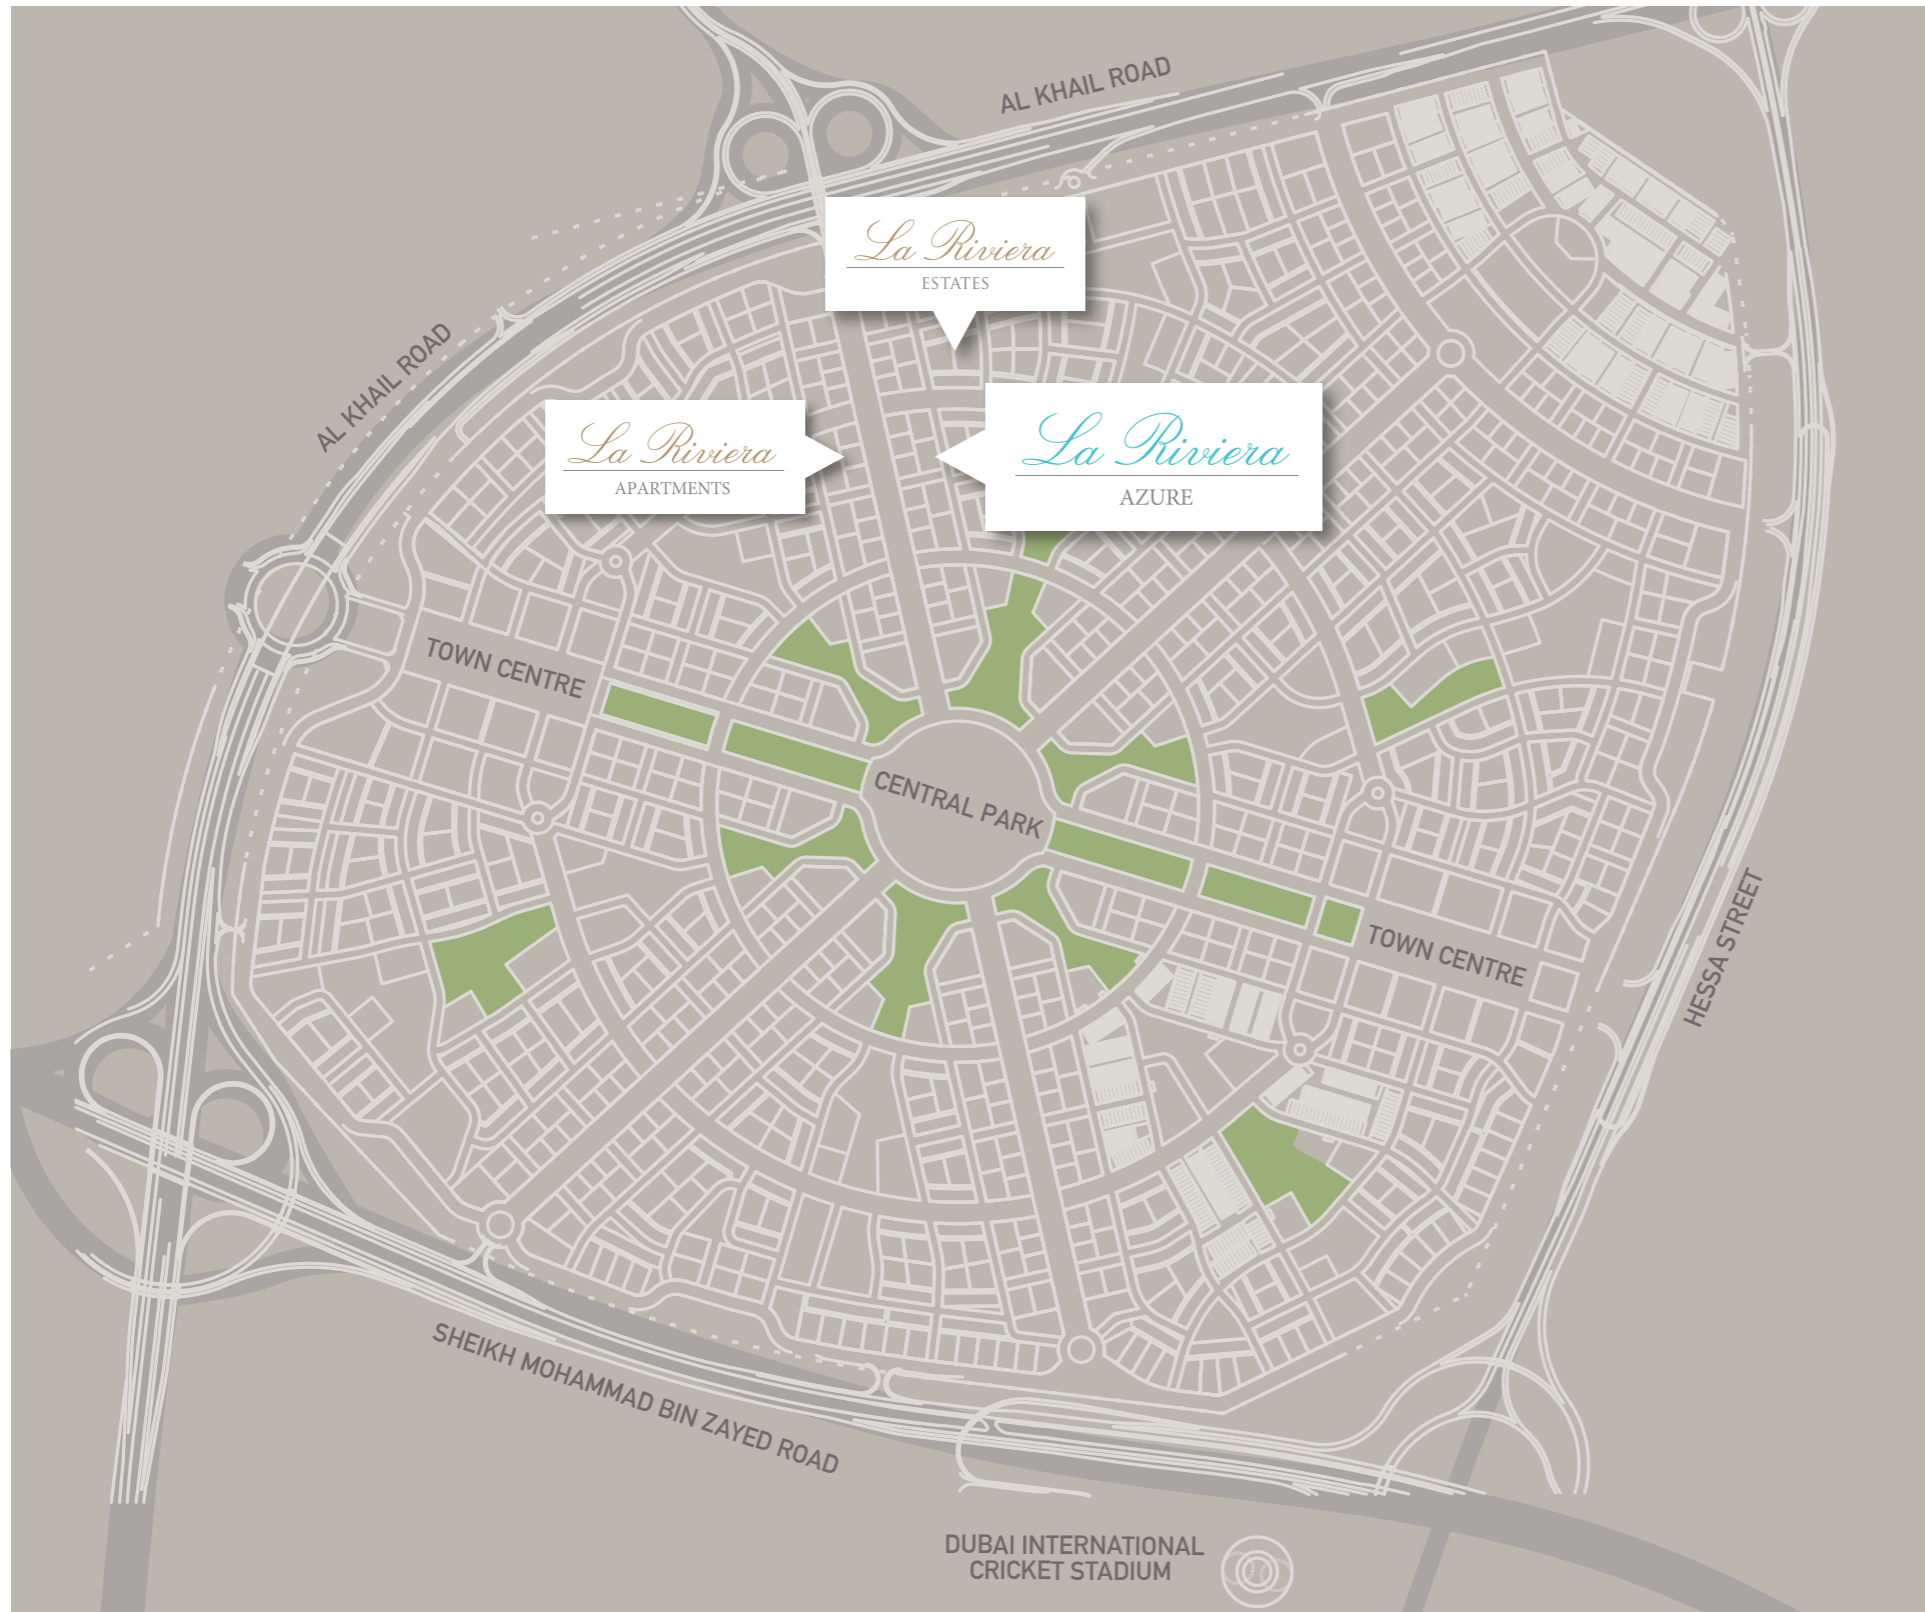 AL KHAIL ROAD
La Riviera
ESTATES
AL KHAIL ROAD
La Riviera
APARTMENTS
La Riviera
AZURE
TOWN CENTRE
CENTRAL PARK
TOWN CENTRE
HESSA STREET
SHEIKH MOHAMMAD BIN ZAYED ROAD
DUBAI INTERNATIONAL
CRICKET STADIUM